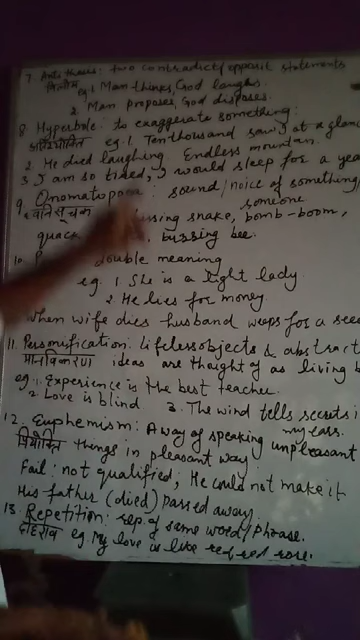 7. Antithesis: two contradict/opposit statements
eg. 1. Man thinks, God laughs
2. Man proposes, God disposes.
8. Hyperbole: to exaggerate something:
eg. 1. Ten thousand saw I at a glance
2. He died laughing. Endless mountain.
3. I am so tired, I would sleep for a year
9. Onomatopoea: sound/noice of something,
someone
ध्वनिसूचक hissing snake, bomb-boom,
quack buzzing bee.
10. P double meaning
eg. 1. She is a light lady
2. He lies for money.
when wife dies husband weeps for a
11. Personification: lifeless objects & abstract
मानवीकरण ideas are thought of as living
eg. 1. Experience is the best teacher.
2. Love is blind 3. The wind tells secrets in
my ears.
12. Euphemism: A way of speaking unpleasant
things in pleasant way.
Fail: not qualified; He could not make it
His father (died) passed away.
13. Repetition: rep. of same word/phrase.
eg. My love is like red red rose.